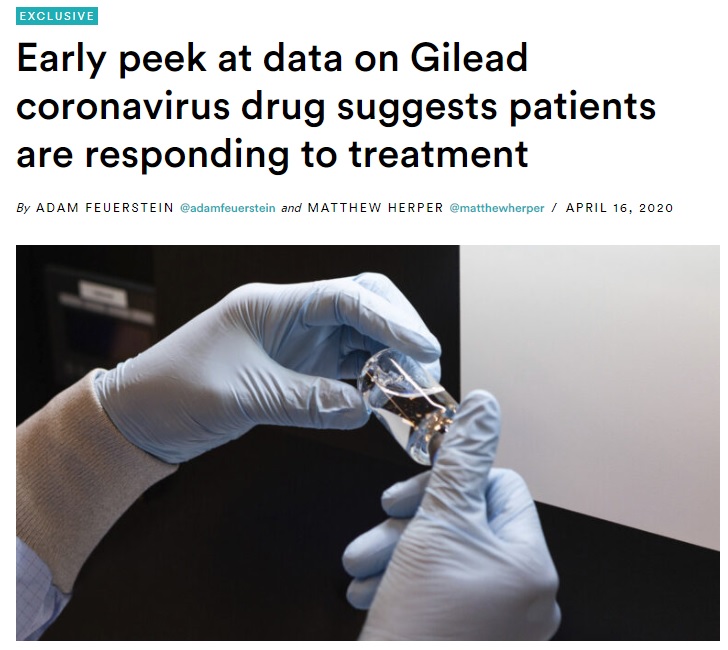 EXCLUSIVE
Early peek at data on Gilead
coronavirus drug suggests patients
are responding to treatment
By ADAM FEUERSTEIN @adamfeuerstein and MATTHEW HERPER @matthewherper / APRIL 16, 2020